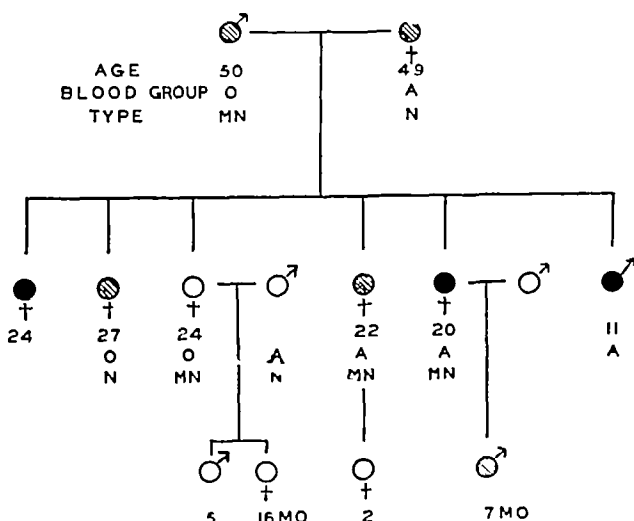 AGE 50 49
BLOOD GROUP O A
TYPE MN N
24 27 24 22 20 11
O O A A A A
N MN N MN MN
5 16 MO 2 7 MO